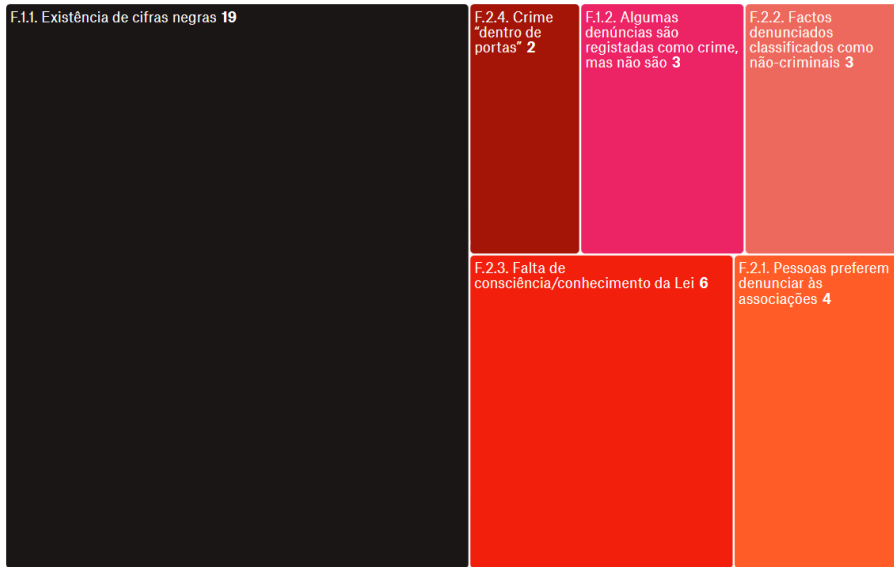 F.1.1. Existência de cifras negras 19
F.2.4. Crime
"dentro de
portas" 2
F.1.2. Algumas
denúncias são
registadas como crime,
mas não são 3
F.2.2. Factos
denunciados
classificados como
não-criminais 3
F.2.3. Falta de
consciência/conhecimento da Lei 6
F.2.1. Pessoas preferem
denunciar às
associações 4